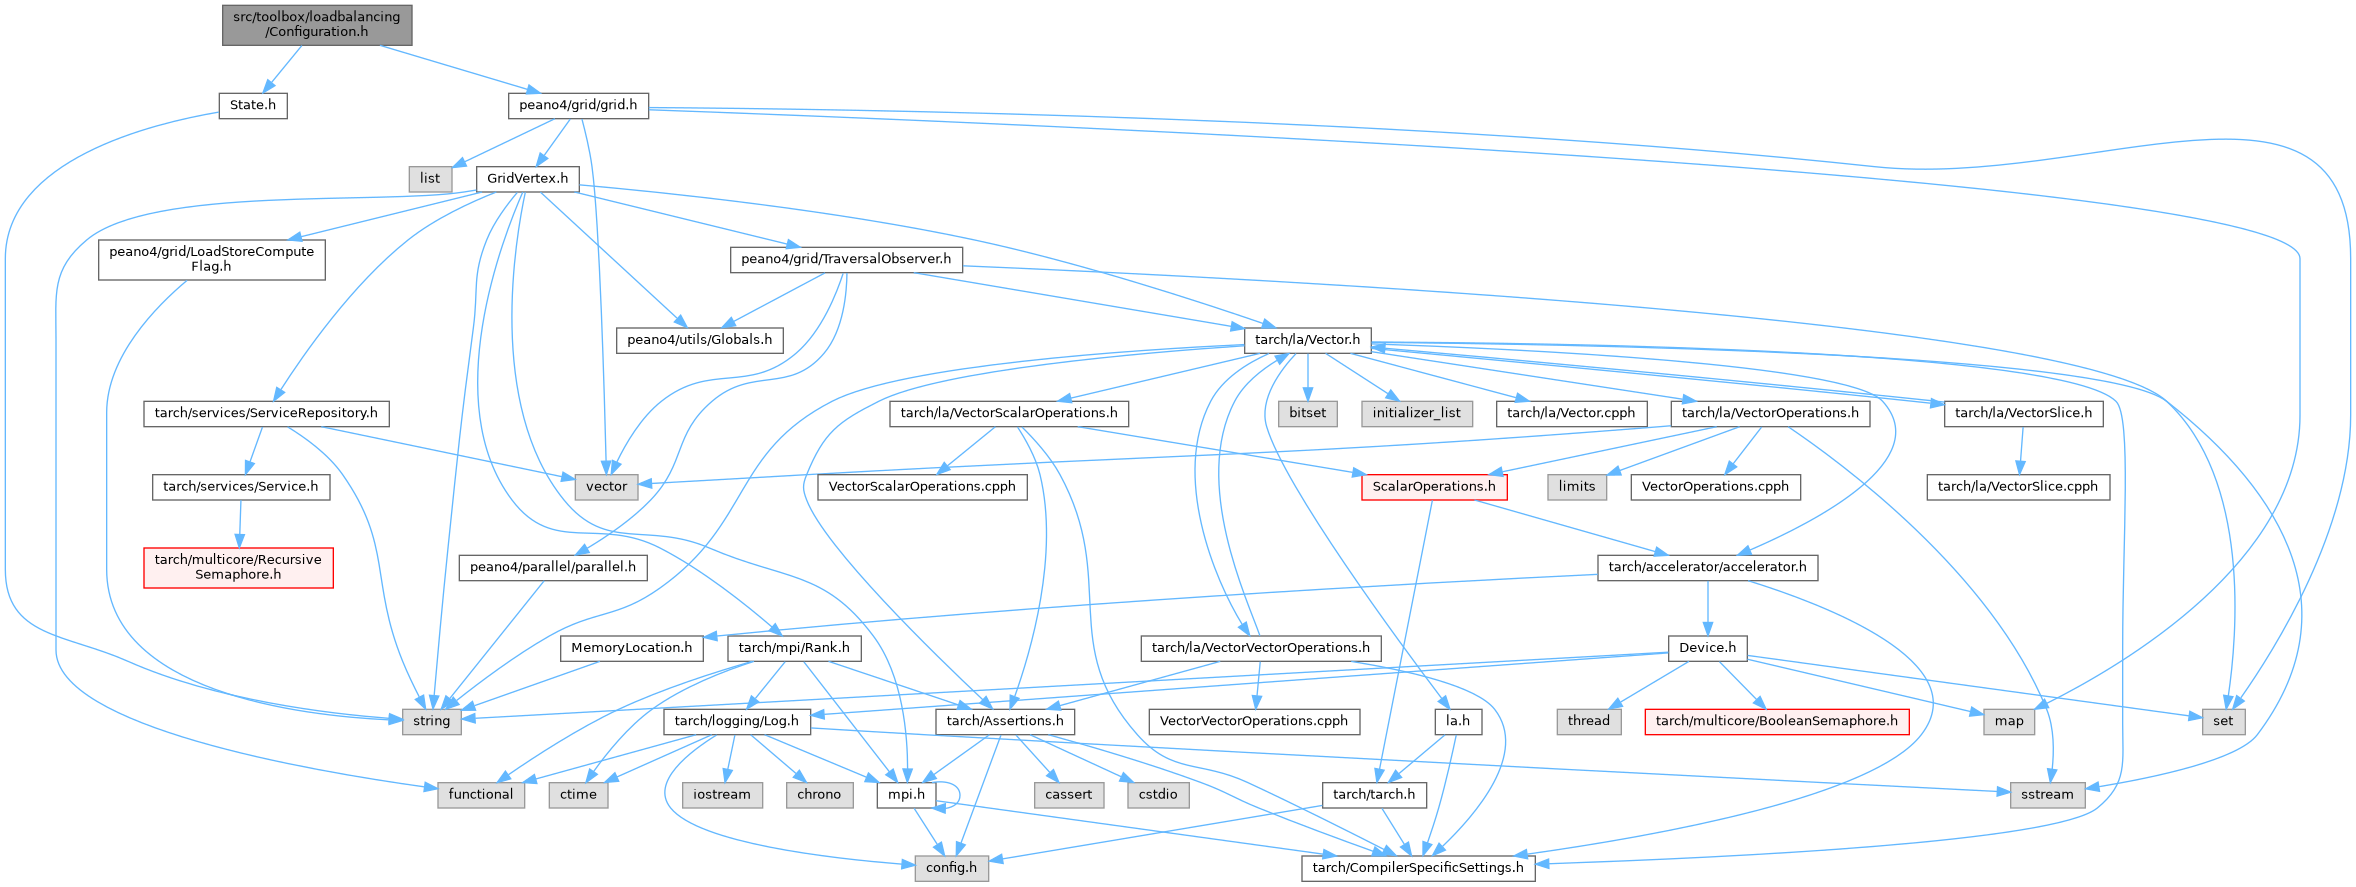 src/toolbox/loadbalancing
/Configuration.h
State.h
peano4/grid/grid.h
list
GridVertex.h
peano4/grid/LoadStoreCompute
Flag.h
peano4/grid/TraversalObserver.h
peano4/utils/Globals.h
tarch/la/Vector.h
tarch/services/ServiceRepository.h
tarch/la/VectorScalarOperations.h
bitset
initializer_list
tarch/la/Vector.cpph
tarch/la/VectorOperations.h
tarch/la/VectorSlice.h
tarch/services/Service.h
vector
VectorScalarOperations.cpph
ScalarOperations.h
limits
VectorOperations.cpph
tarch/la/VectorSlice.cpph
tarch/multicore/Recursive
Semaphore.h
peano4/parallel/parallel.h
tarch/accelerator/accelerator.h
MemoryLocation.h
tarch/mpi/Rank.h
tarch/la/VectorVectorOperations.h
Device.h
string
tarch/logging/Log.h
tarch/Assertions.h
VectorVectorOperations.cpph
la.h
thread
tarch/multicore/BooleanSemaphore.h
map
set
functional
ctime
iostream
chrono
mpi.h
cassert
cstdio
tarch/tarch.h
sstream
config.h
tarch/CompilerSpecificSettings.h